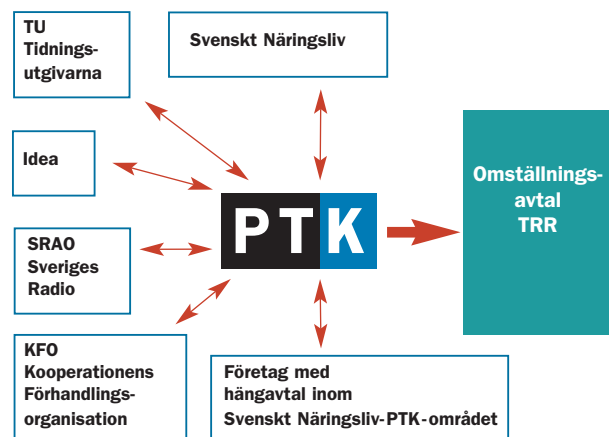 TU
Tidnings-
utgivarna
Svenskt Näringsliv
Idea
PTK
Omställnings-
avtal
TRR
SRAO
Sveriges
Radio
KFO
Kooperationens
Förhandlings-
organisation
Företag med
hängavtal inom
Svenskt Näringsliv-PTK-området